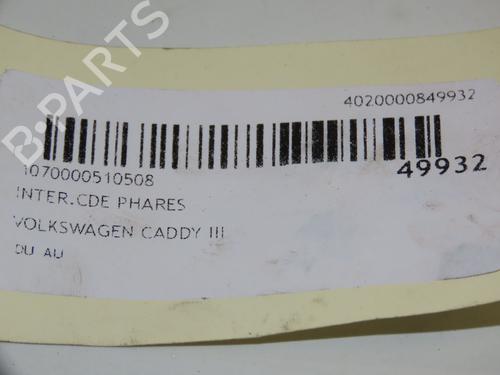 4020000849932
49932
1070000510508
INTER.CDE PHARES
VOLKSWAGEN CADDY III
DU AU
B-PARTS